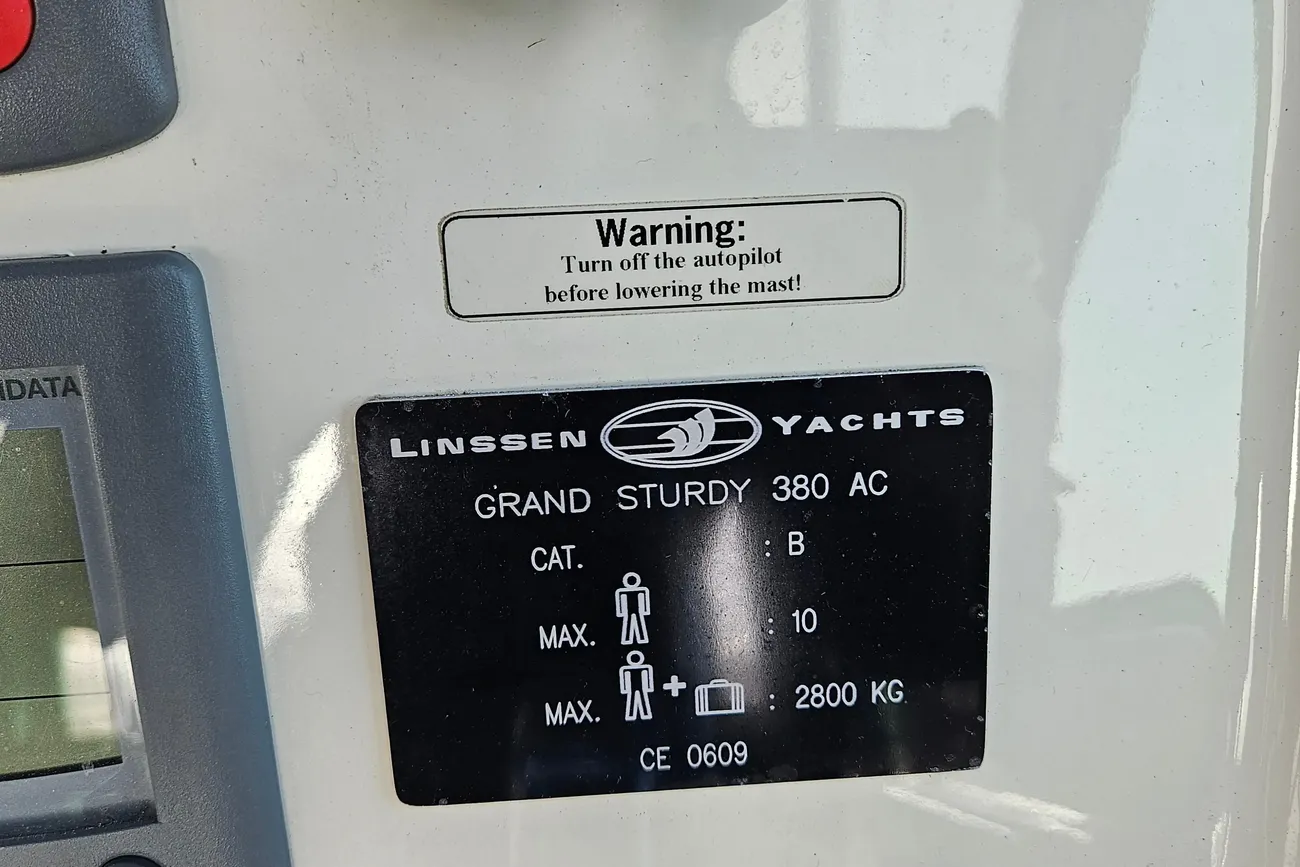 Warning:
Turn off the autopilot
before lowering the mast!
IDATA
LINSSEN YACHTS
GRAND STURDY 380 AC
CAT. : B
MAX. : 10
MAX. + : 2800 KG
CE 0609